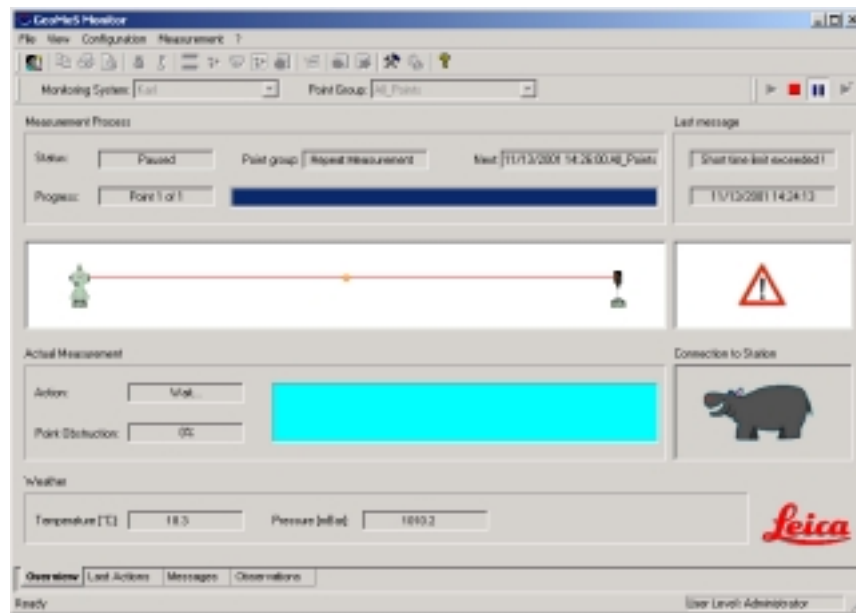 GeoMoS Monitor
File View Configuration Measurement ?
Monitoring System: Karl Point Group: All_Points
Measurement Process Last message
Status: Paused Point group: Repeat Measurement Next: 11/13/2001 14:26:00,All_Points Short time limit exceeded !
Progress: Point 1 of 1 11/13/2001 14:24:13
Actual Measurement Connection to Station
Action: Wait...
Point Obstruction: 0%
Weather
Temperature [°C]: 18.3 Pressure [mBar]: 1010.2
Leica
Overview Last Actions Messages Observations
Ready User Level: Administrator